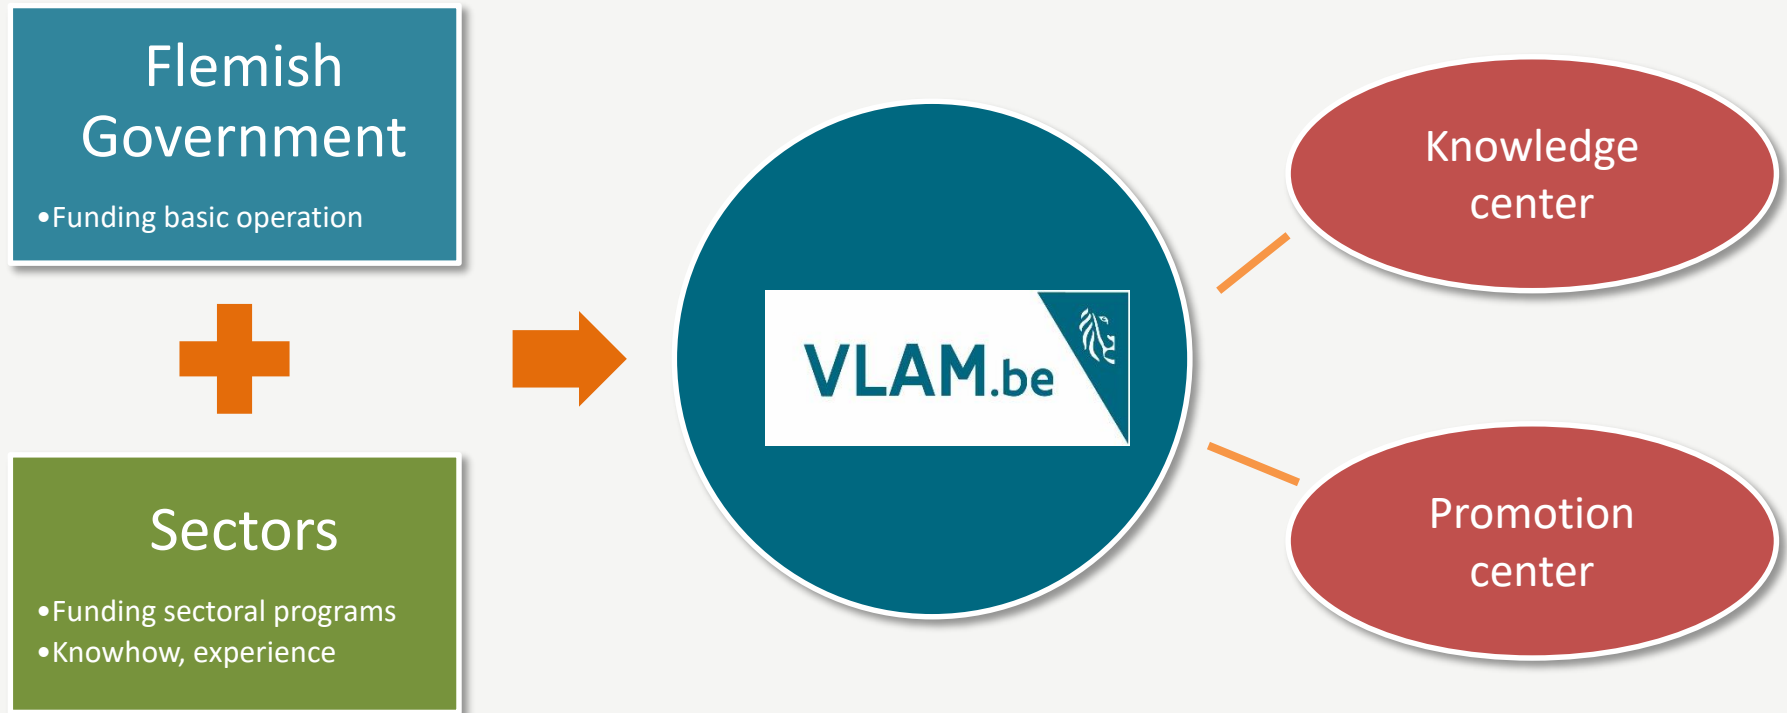 Flemish
Government
•Funding basic operation
Sectors
•Funding sectoral programs
•Knowhow, experience
VLAM.be
Knowledge
center
Promotion
center